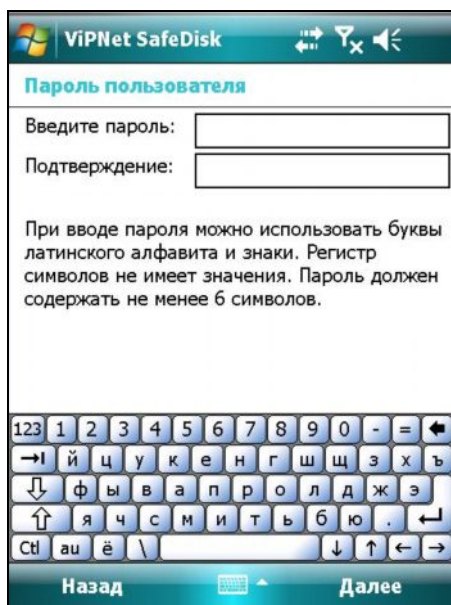 ViPNet SafeDisk
Пароль пользователя
Введите пароль:
Подтверждение:
При вводе пароля можно использовать буквы
латинского алфавита и знаки. Регистр
символов не имеет значения. Пароль должен
содержать не менее 6 символов.
123 1 2 3 4 5 6 7 8 9 0 - =
й ц у к е н г ш щ з х ъ
ф ы в а п р о л д ж э
я ч с м и т ь б ю .
Ctl au ё \
Назад Далее